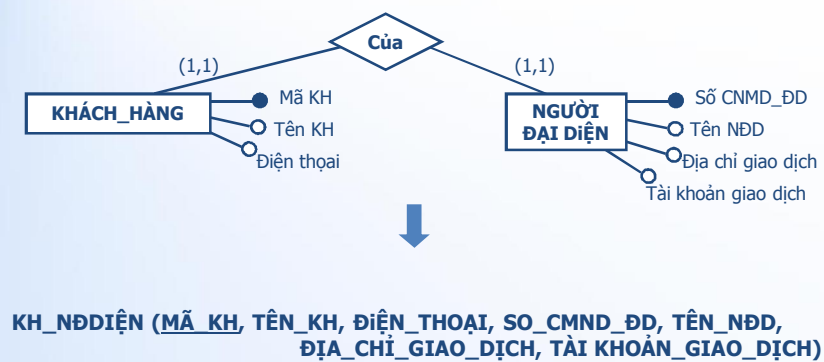 Của
(1,1)
(1,1)
KHÁCH_HÀNG
Mã KH
Tên KH
Điện thọai
NGƯỜI
ĐẠI DiỆN
Số CNMD_ĐD
Tên NĐD
Địa chỉ giao dịch
Tài khoản giao dịch
KH_NĐDIỆN (MÃ_KH, TÊN_KH, ĐiỆN_THOẠI, SO_CMND_ĐD, TÊN_NĐD,
ĐỊA_CHỈ_GIAO_DỊCH, TÀI KHOẢN_GIAO_DỊCH)